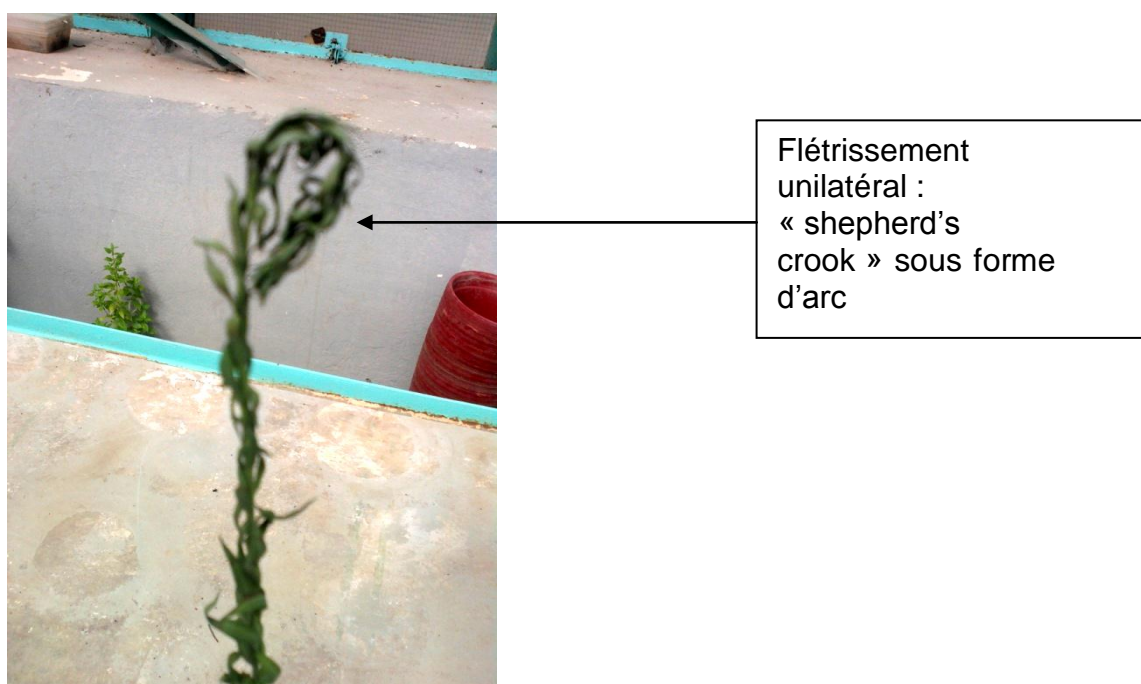 Flétrissement
unilatéral :
« shepherd’s
crook » sous forme
d’arc